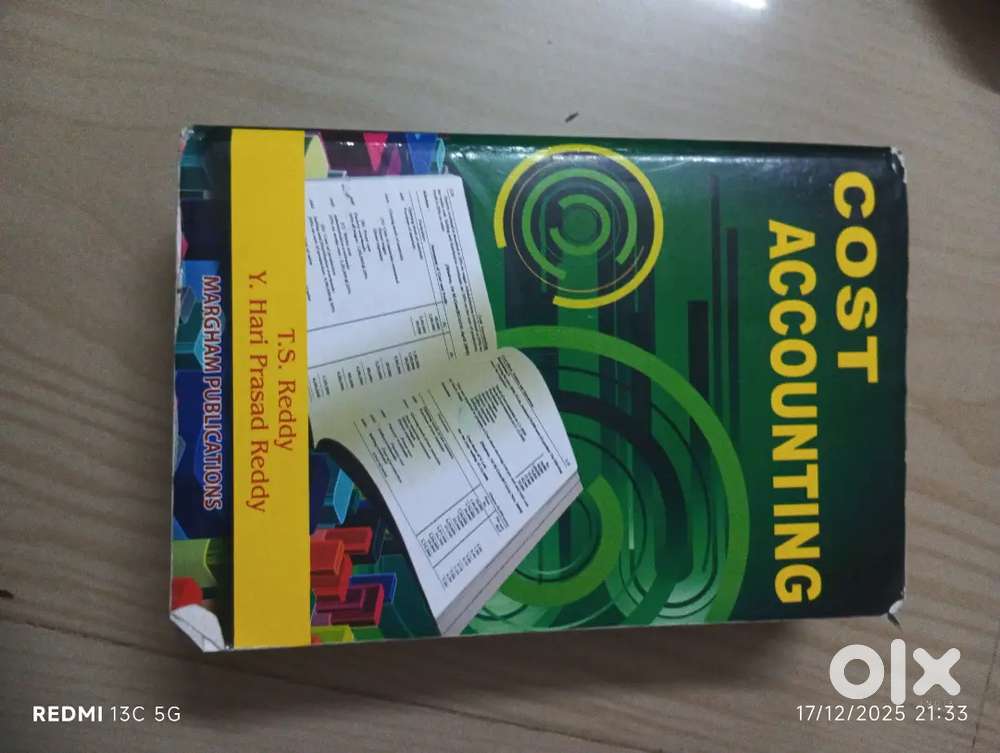 COST
ACCOUNTING
T.S. Reddy
Y. Hari Prasad Reddy
MARGHAM PUBLICATIONS
olx
REDMI 13C 5G
17/12/2025 21:33